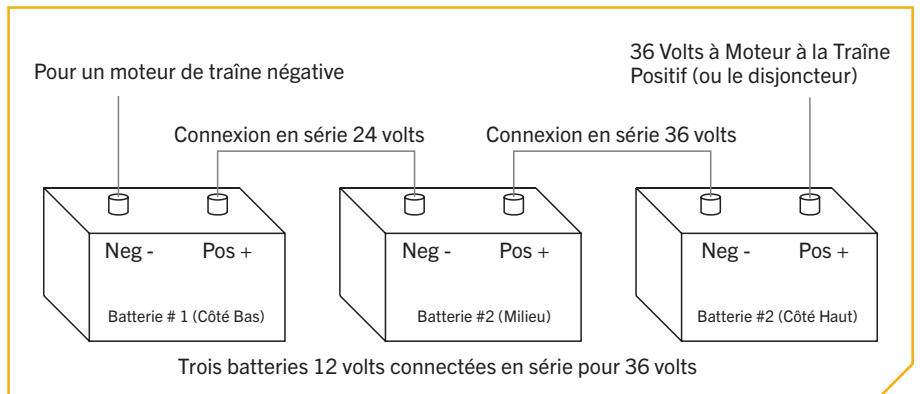 36 Volts à Moteur à la Traîne
Positif (ou le disjoncteur)
Pour un moteur de traîne négative
Connexion en série 24 volts
Connexion en série 36 volts
Neg - Pos +
Neg - Pos +
Neg - Pos +
Batterie # 1 (Côté Bas)
Batterie #2 (Milieu)
Batterie #2 (Côté Haut)
Trois batteries 12 volts connectées en série pour 36 volts